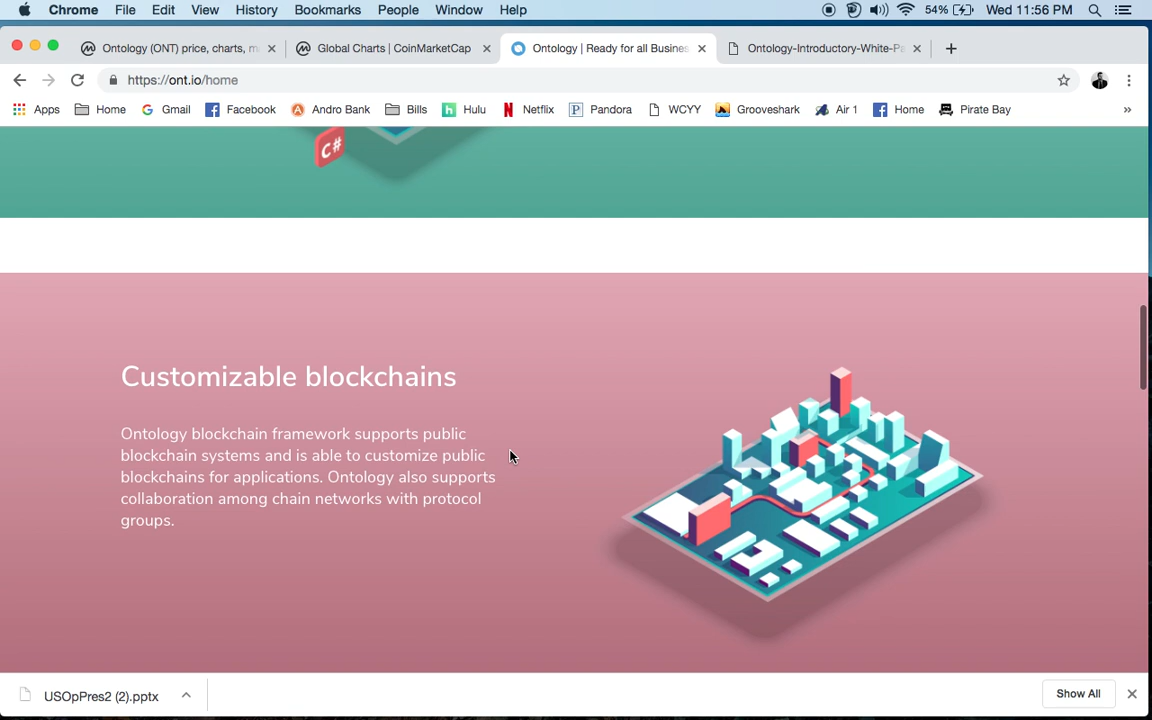 Chrome File Edit View History Bookmarks People Window Help 54% Wed 11:56 PM
Ontology (ONT) price, charts, m
Global Charts | CoinMarketCap
Ontology | Ready for all Busines
Ontology-Introductory-White-Pa
https://ont.io/home
Apps Home Gmail Facebook Andro Bank Bills Hulu Netflix Pandora WCYY Grooveshark Air 1 Home Pirate Bay »
C#
Customizable blockchains
Ontology blockchain framework supports public
blockchain systems and is able to customize public
blockchains for applications. Ontology also supports
collaboration among chain networks with protocol
groups.
USOpPres2 (2).pptx
Show All